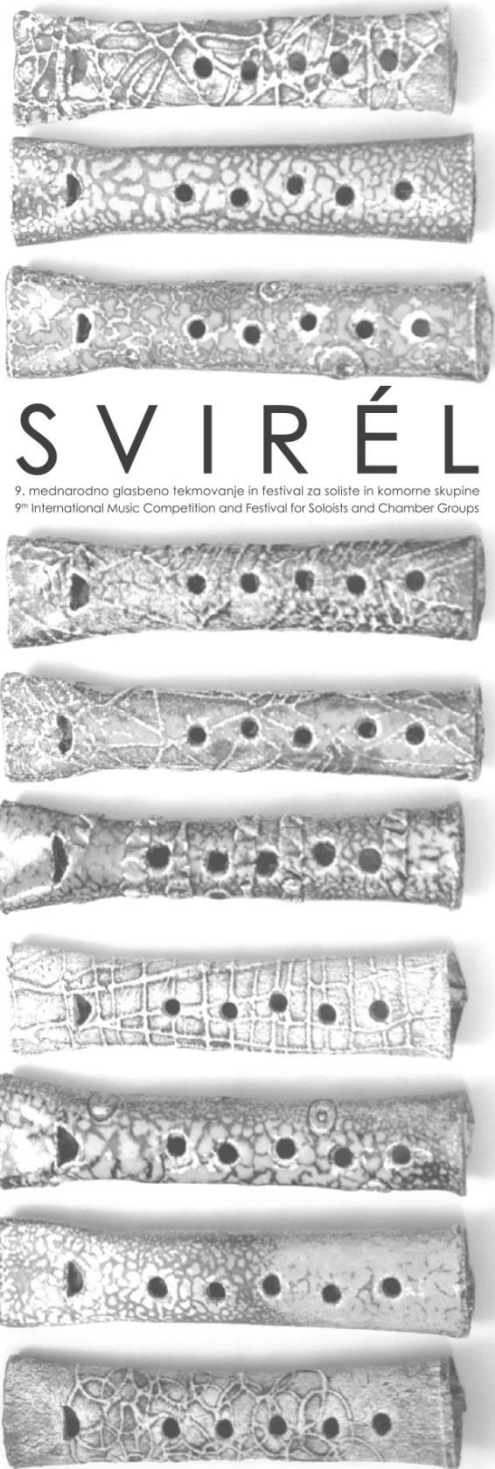 SVIRÉL
9. mednarodno glasbeno tekmovanje in festival za soliste in komorne skupine
9th International Music Competition and Festival for Soloists and Chamber Groups